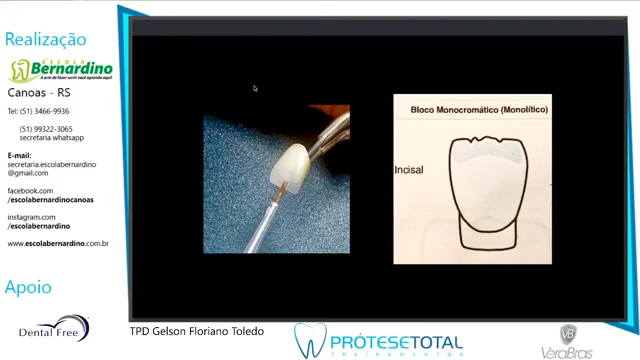 Realização
ESCOLA
Bernardino
A arte de fazer sorrir você aprende aqui!
Canoas - RS
Tel: (51) 3466-9936
(51) 99322-3065
secretaria whatsapp
E-mail:
secretaria.escolabernardino
@gmail.com
facebook.com
/escolabernardinocanoas
instagram.com
/escolabernardino
www.escolabernardino.com.br
Apoio
DENTAL FREE
Bloco Monocromático (Monolítico)
Incisal
TPD Gelson Floriano Toledo
PRÓTESETOTAL
TREINAMENTOS
VB
VeraBras